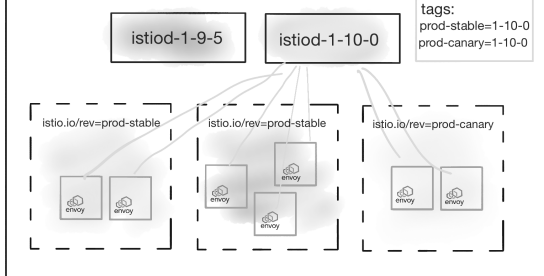 tags:
prod-stable=1-10-0
prod-canary=1-10-0
istiod-1-9-5
istiod-1-10-0
istio.io/rev=prod-stable
istio.io/rev=prod-stable
istio.io/rev=prod-canary
envoy
envoy
envoy
envoy
envoy
envoy
envoy